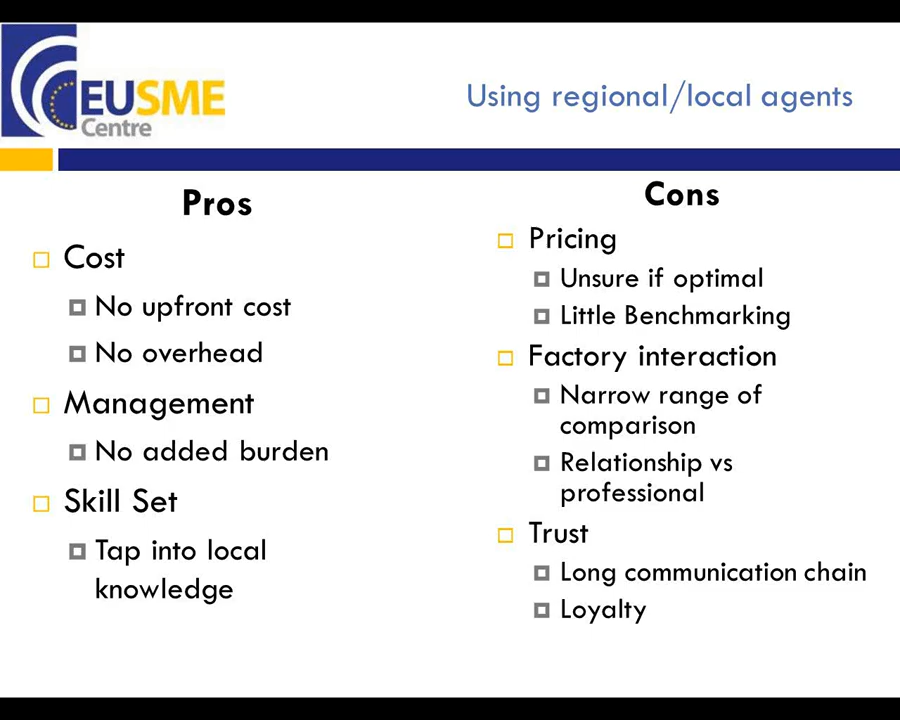 EUSME
Centre
Using regional/local agents
Pros
Cost
No upfront cost
No overhead
Management
No added burden
Skill Set
Tap into local
knowledge
Cons
Pricing
Unsure if optimal
Little Benchmarking
Factory interaction
Narrow range of
comparison
Relationship vs
professional
Trust
Long communication chain
Loyalty